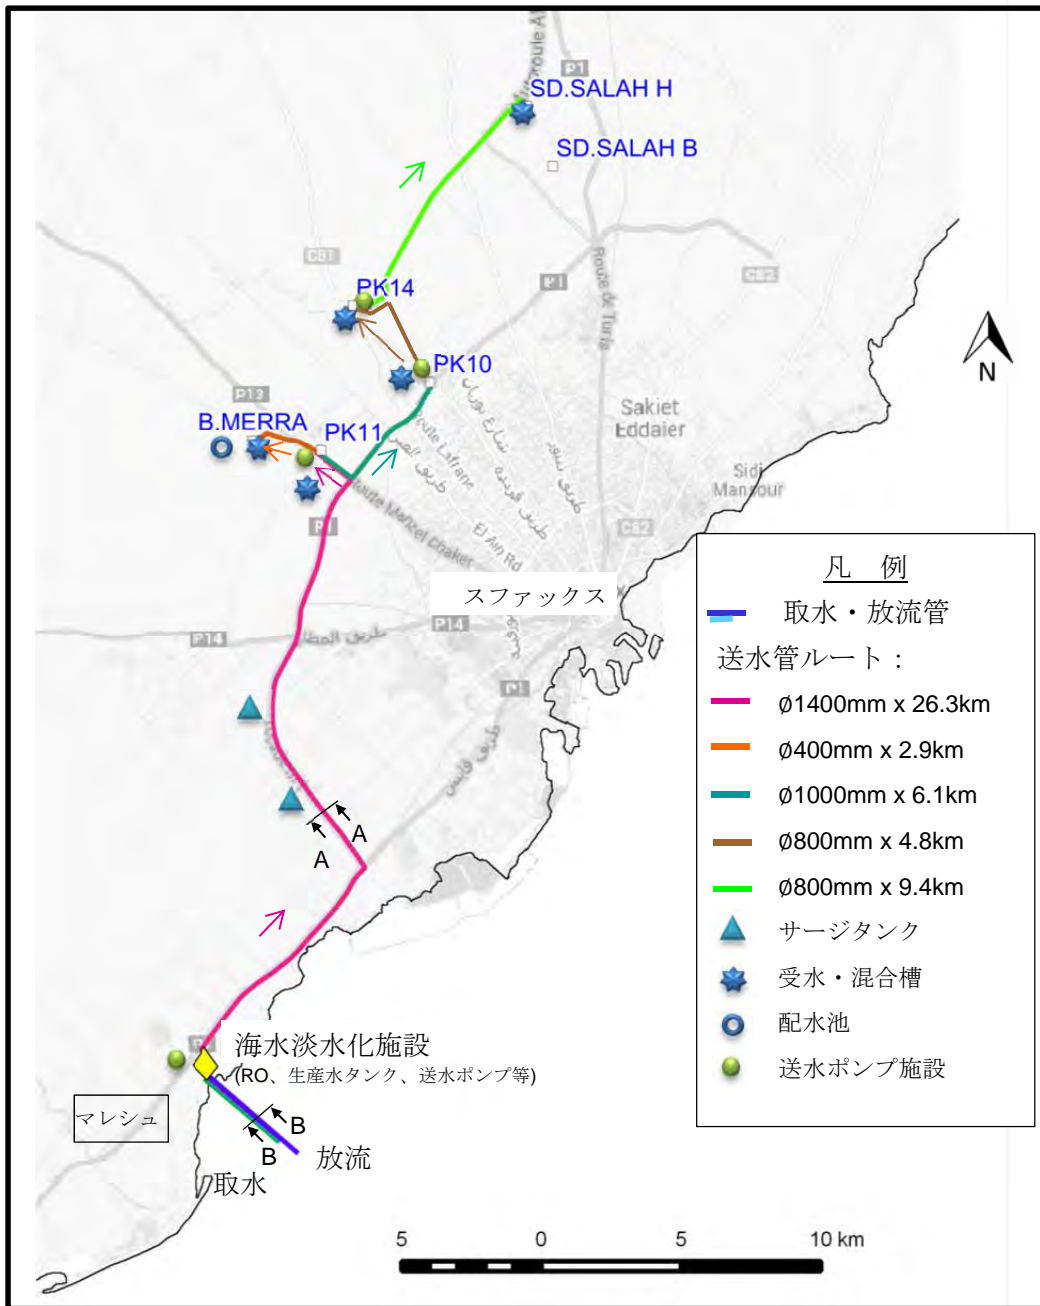 SD.SALAH H
P1
SD.SALAH B
C81
PK14
P1
C82
Route de Tunis
PK10
N
P13
B.MERRA
PK11
Sakiet
Eddaier
Route Lafrane
Sidi
Mansour
P1
Route Menzel Chaker
El Ain Rd
C82
スファックス
P14
P14
P1
طريق قابس
A
A
海水淡水化施設
(RO、生産水タンク、送水ポンプ等)
マレシュ
B
B
放流
取水
凡 例
取水・放流管
送水管ルート：
Ø1400mm x 26.3km
Ø400mm x 2.9km
Ø1000mm x 6.1km
Ø800mm x 4.8km
Ø800mm x 9.4km
サージタンク
受水・混合槽
配水池
送水ポンプ施設
5 0 5 10 km